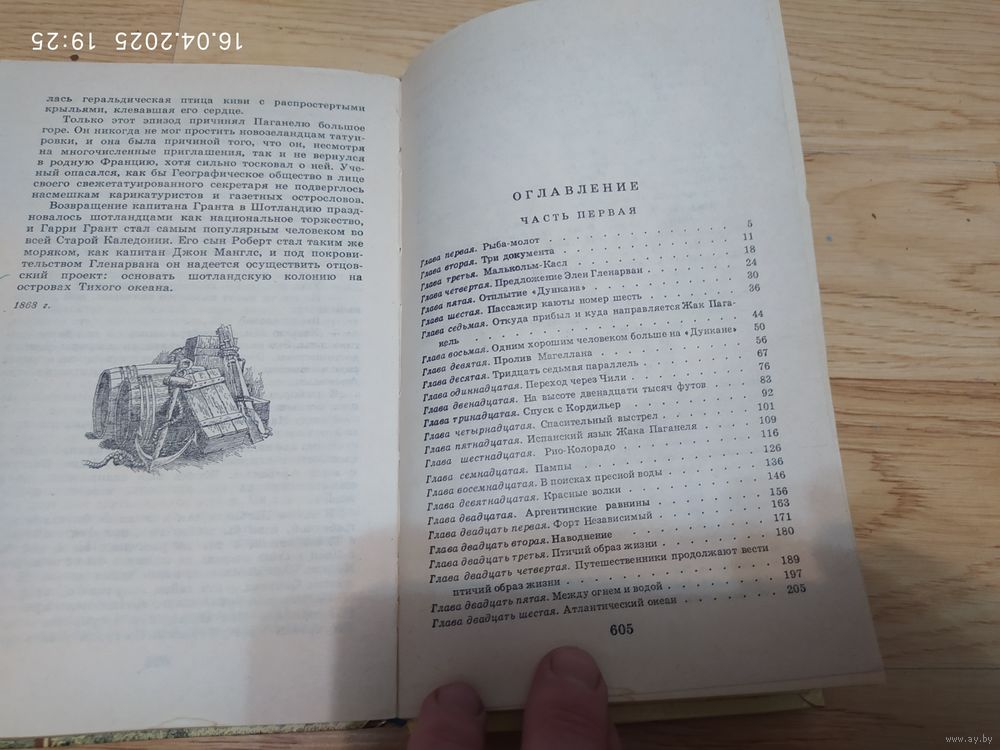 16.04.2025 19:25
лась геральдическая птица киви с распростертыми
крыльями, клевавшая его сердце.
Только этот эпизод причинял Паганелю большое
горе. Он никогда не мог простить новозеландцам татуи-
ровки, и она была причиной того, что он, несмотря
на многочисленные приглашения, так и не вернулся
в родную Францию, хотя сильно тосковал о ней. Уче-
ный опасался, как бы Географическое общество в лице
своего свежетатуированного секретаря не подверглось
насмешкам карикатуристов и газетных острословов.
Возвращение капитана Гранта в Шотландию празд-
новалось шотландцами как национальное торжество,
и Гарри Грант стал самым популярным человеком во
всей Старой Каледонии. Его сын Роберт стал таким же
моряком, как капитан Джон Манглс, и под покрови-
тельством Гленарвана он надеется осуществить отцов-
ский проект: основать шотландскую колонию на
островах Тихого океана.
1868 г.
ОГЛАВЛЕНИЕ
ЧАСТЬ ПЕРВАЯ
Глава первая. Рыба-молот . . . . . . . . . 5
Глава вторая. Три документа . . . . . . . . 11
Глава третья. Малькольм-Касл . . . . . . . . 18
Глава четвертая. Предложение Элен Гленарван . . . . 24
Глава пятая. Отплытие «Дункана» . . . . . . . 30
Глава шестая. Пассажир каюты номер шесть . . . . 36
Глава седьмая. Откуда прибыл и куда направляется Жак Пага-
нель . . . . . . . . . . . . 44
Глава восьмая. Одним хорошим человеком больше на «Дункане» 50
Глава девятая. Пролив Магеллана . . . . . . . 56
Глава десятая. Тридцать седьмая параллель . . . . . 67
Глава одиннадцатая. Переход через Чили . . . . . 76
Глава двенадцатая. На высоте двенадцати тысяч футов . . 83
Глава тринадцатая. Спуск с Кордильер . . . . . . 92
Глава четырнадцатая. Спасительный выстрел . . . . 101
Глава пятнадцатая. Испанский язык Жака Паганеля . . . 109
Глава шестнадцатая. Рио-Колорадо . . . . . . 116
Глава семнадцатая. Пампы . . . . . . . . 126
Глава восемнадцатая. В поисках пресной воды . . . . 136
Глава девятнадцатая. Красные волки . . . . . . 146
Глава двадцатая. Аргентинские равнины . . . . . 156
Глава двадцать первая. Форт Независимый . . . . . 163
Глава двадцать вторая. Наводнение . . . . . . 171
Глава двадцать третья. Птичий образ жизни . . . . . 180
Глава двадцать четвертая. Путешественники продолжают вести
птичий образ жизни . . . . . . . . . 189
Глава двадцать пятая. Между огнем и водой . . . . . 197
Глава двадцать шестая. Атлантический океан . . . . . 205
605
www.ay.by